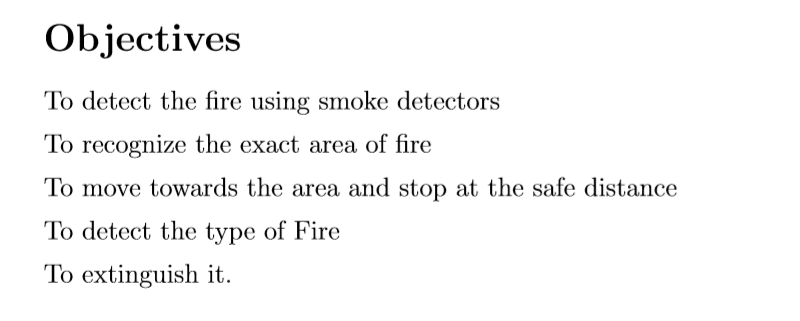 Objectives
To detect the fire using smoke detectors
To recognize the exact area of fire
To move towards the area and stop at the safe distance
To detect the type of Fire
To extinguish it.